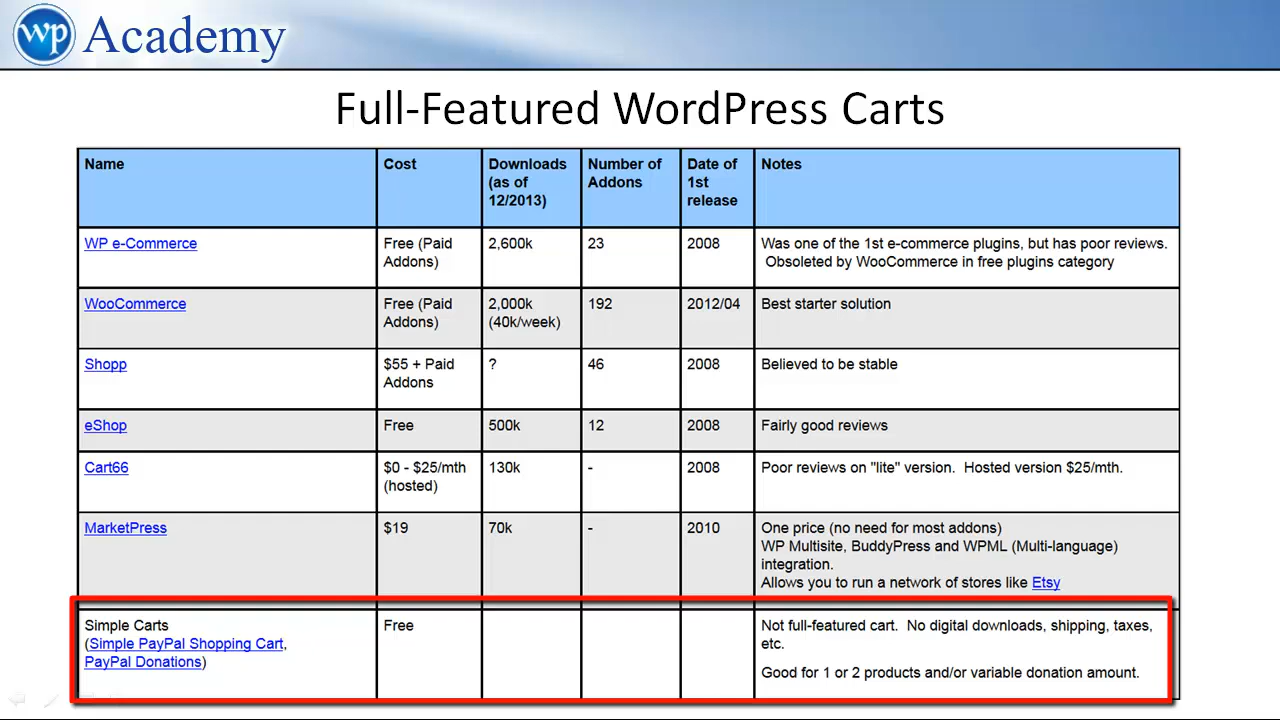 wp Academy
Full-Featured WordPress Carts
Name
Cost
Downloads
(as of
12/2013)
Number of
Addons
Date of
1st
release
Notes
WP e-Commerce
Free (Paid
Addons)
2,600k
23
2008
Was one of the 1st e-commerce plugins, but has poor reviews.
Obsoleted by WooCommerce in free plugins category
WooCommerce
Free (Paid
Addons)
2,000k
(40k/week)
192
2012/04
Best starter solution
Shopp
$55 + Paid
Addons
?
46
2008
Believed to be stable
eShop
Free
500k
12
2008
Fairly good reviews
Cart66
$0 - $25/mth
(hosted)
130k
-
2008
Poor reviews on "lite" version.  Hosted version $25/mth.
MarketPress
$19
70k
-
2010
One price (no need for most addons)
WP Multisite, BuddyPress and WPML (Multi-language)
integration.
Allows you to run a network of stores like Etsy
Simple Carts
(Simple PayPal Shopping Cart,
PayPal Donations)
Free
Not full-featured cart.  No digital downloads, shipping, taxes,
etc.
Good for 1 or 2 products and/or variable donation amount.